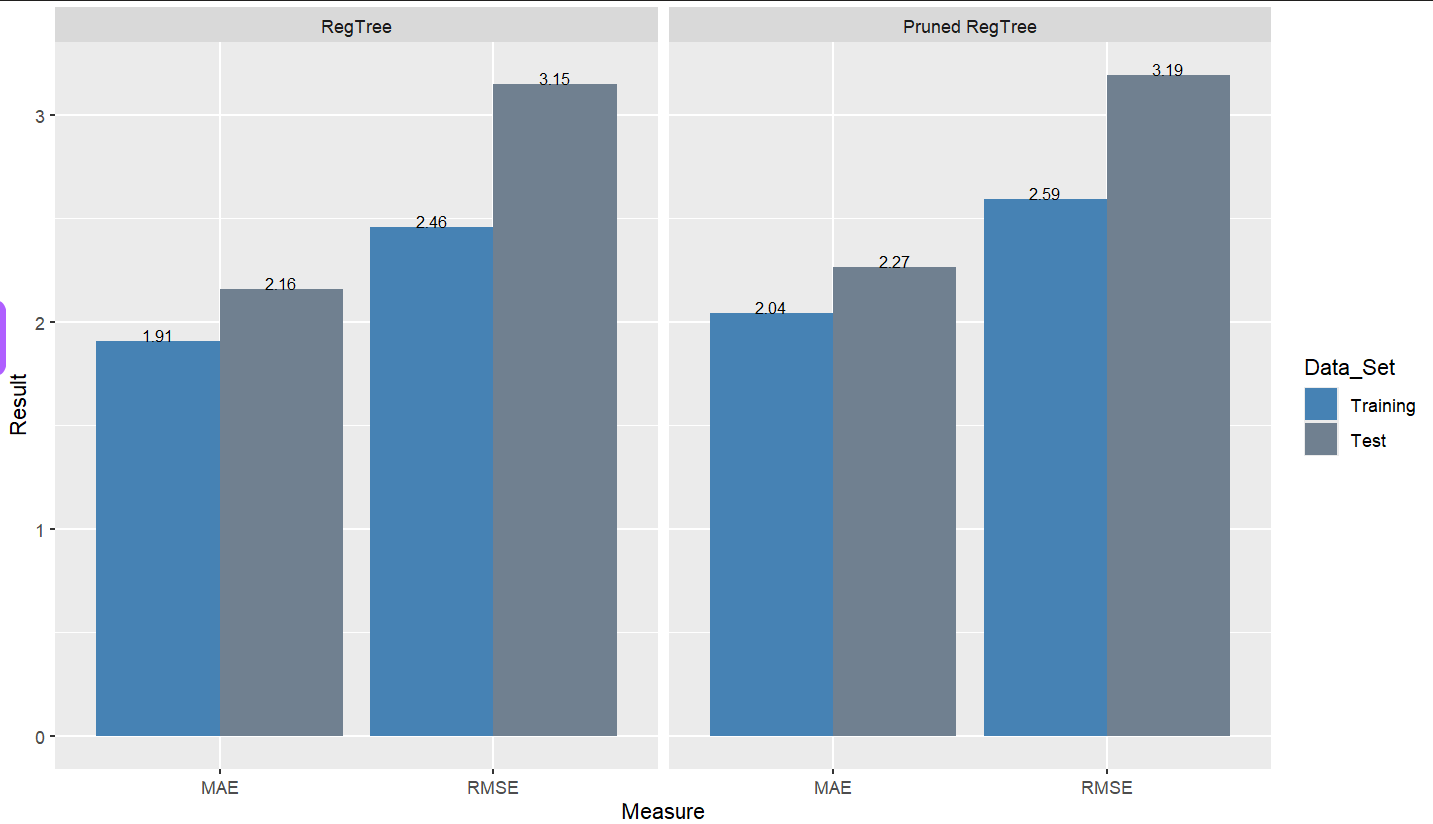 RegTree
Pruned RegTree
3.15
3.19
3
2.46
2.59
2.16
2.27
1.91
2.04
2
1
0
Result
MAE
RMSE
MAE
RMSE
Measure
Data_Set
Training
Test